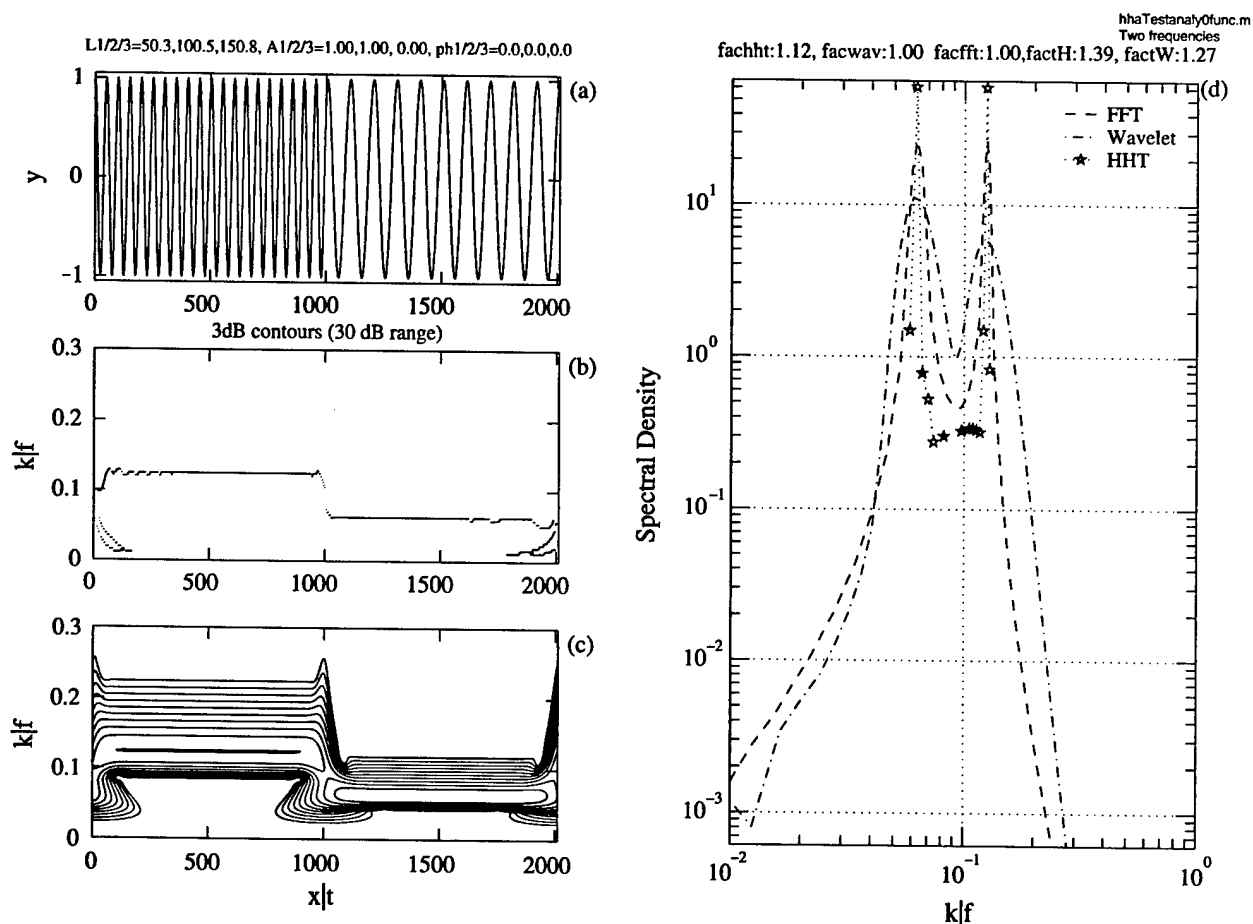 hhaTestanaly0func.m
Two frequencies
L1/2/3=50.3,100.5,150.8, A1/2/3=1.00,1.00, 0.00, ph1/2/3=0.0,0.0,0.0
fachht:1.12, facwav:1.00 facfft:1.00,factH:1.39, factW:1.27
(a)
1
0
-1
y
0
500
1000
1500
2000
3dB contours (30 dB range)
(b)
0.3
0.2
0.1
0
k|f
0
500
1000
1500
2000
(c)
0.3
0.2
0.1
0
k|f
0
500
1000
1500
2000
x|t
(d)
FFT
Wavelet
HHT
10^1
10^0
10^-1
10^-2
10^-3
Spectral Density
10^-2
10^-1
10^0
k|f